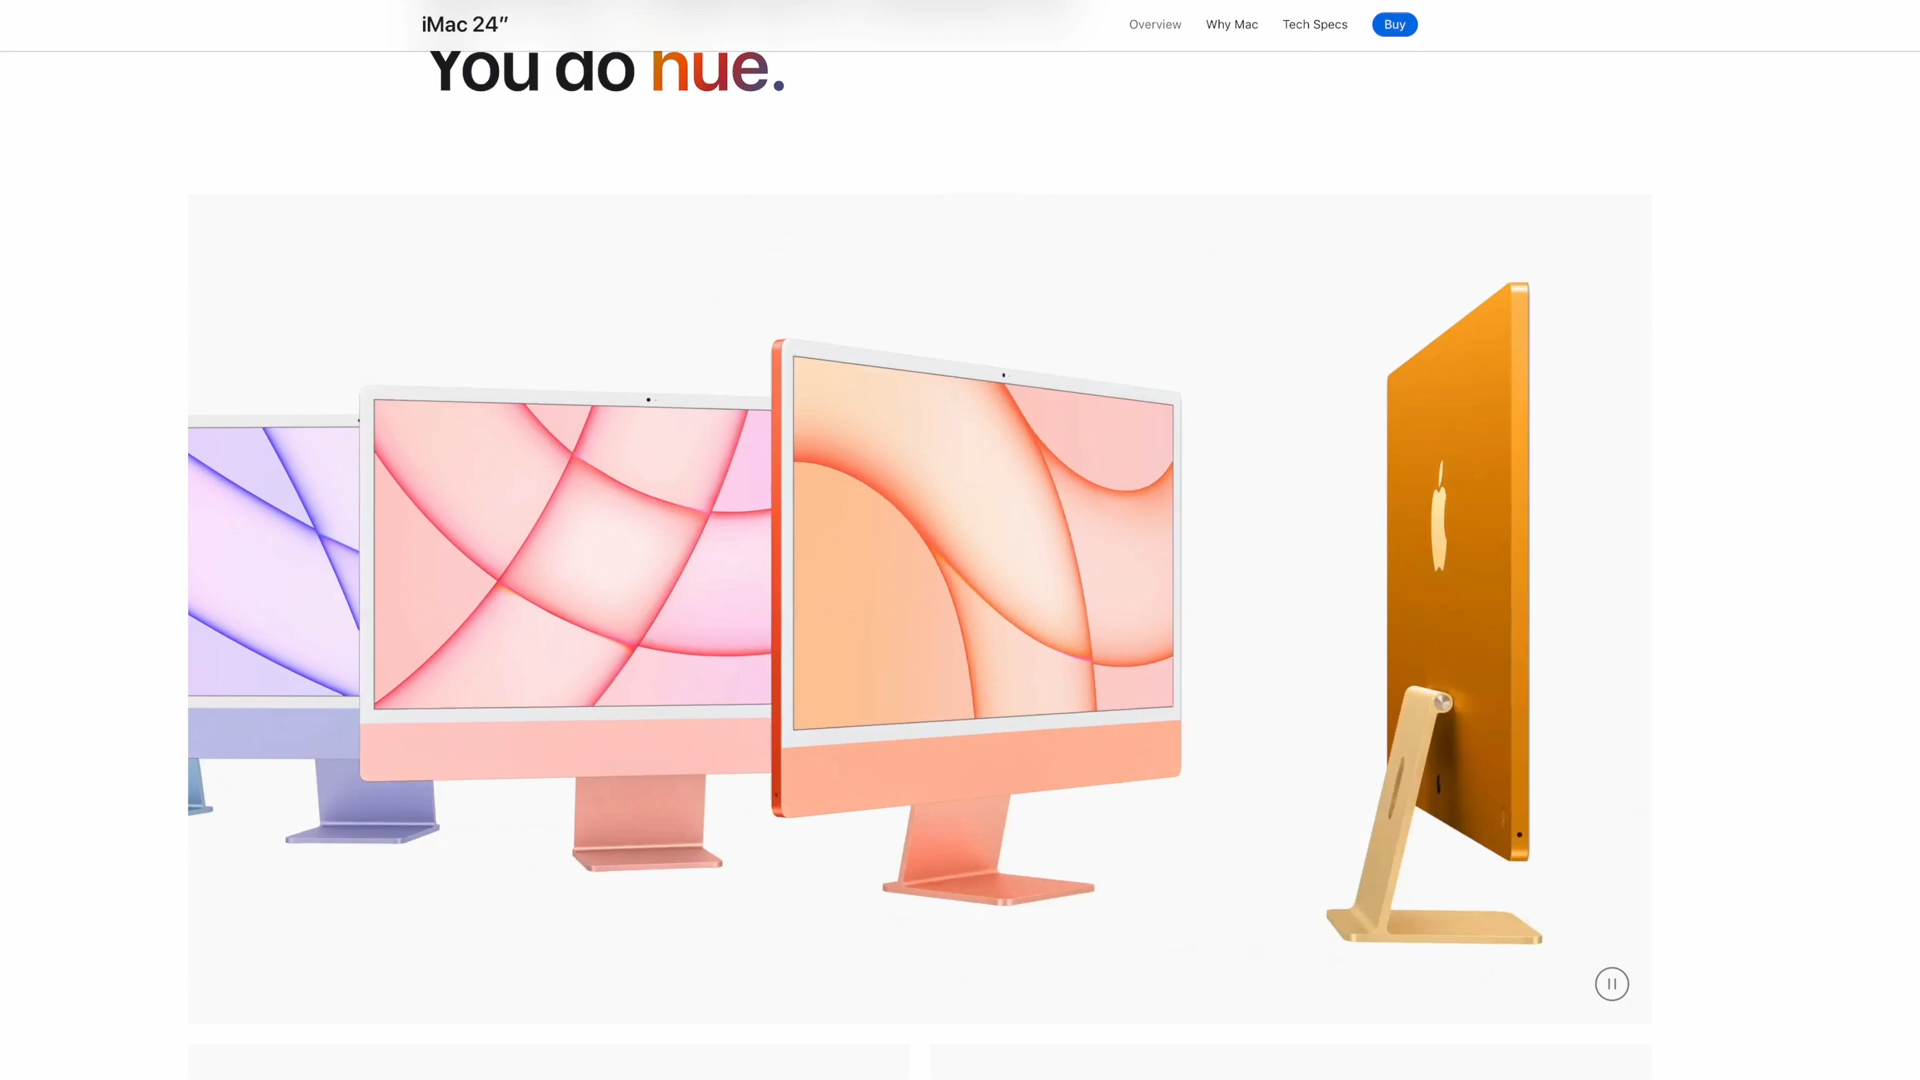 iMac 24″
Overview
Why Mac
Tech Specs
Buy
You do hue.